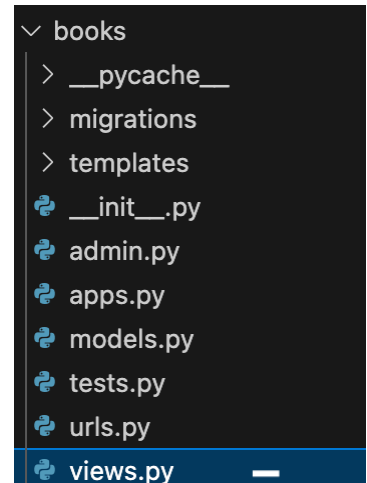 books
__pycache__
migrations
templates
__init__.py
admin.py
apps.py
models.py
tests.py
urls.py
views.py